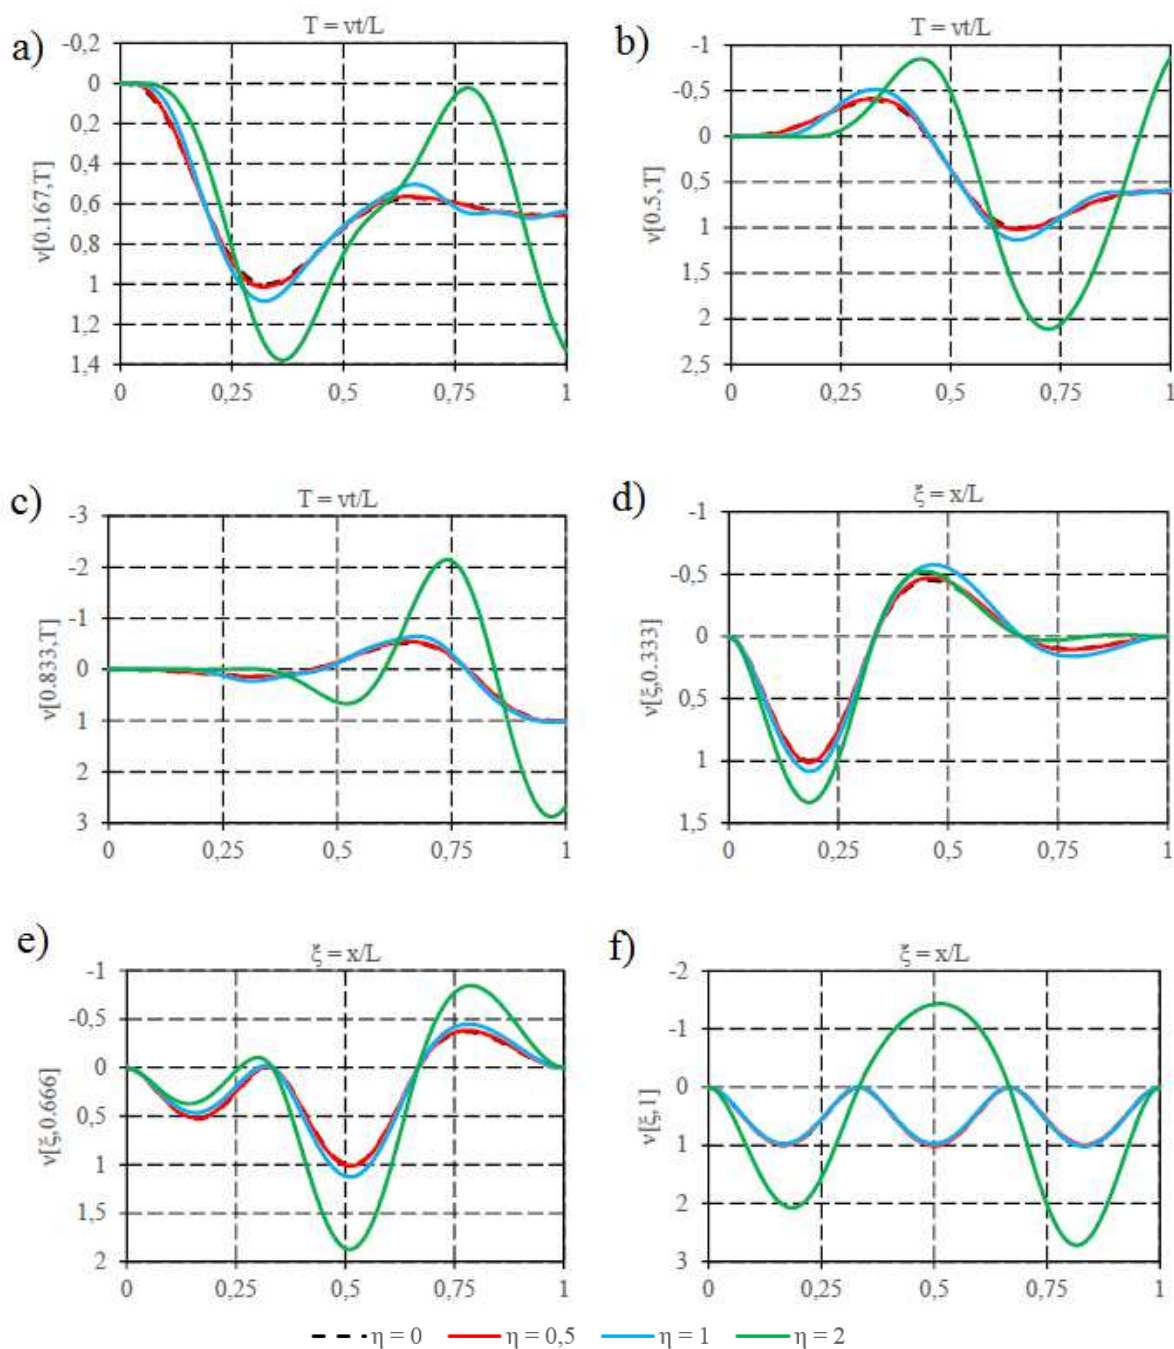 a)
T = vt/L
v[0.167,T]
-0,2
0
0,2
0,4
0,6
0,8
1
1,2
1,4
0 0,25 0,5 0,75 1
b)
T = vt/L
v[0.5,T]
-1
-0,5
0
0,5
1
1,5
2
2,5
0 0,25 0,5 0,75 1
c)
T = vt/L
v[0.833,T]
-3
-2
-1
0
1
2
3
0 0,25 0,5 0,75 1
d)
ξ = x/L
v[ξ,0.333]
-1
-0,5
0
0,5
1
1,5
0 0,25 0,5 0,75 1
e)
ξ = x/L
v[ξ,0.666]
-1
-0,5
0
0,5
1
1,5
2
0 0,25 0,5 0,75 1
f)
ξ = x/L
v[ξ,1]
-2
-1
0
1
2
3
0 0,25 0,5 0,75 1
η = 0 η = 0,5 η = 1 η = 2